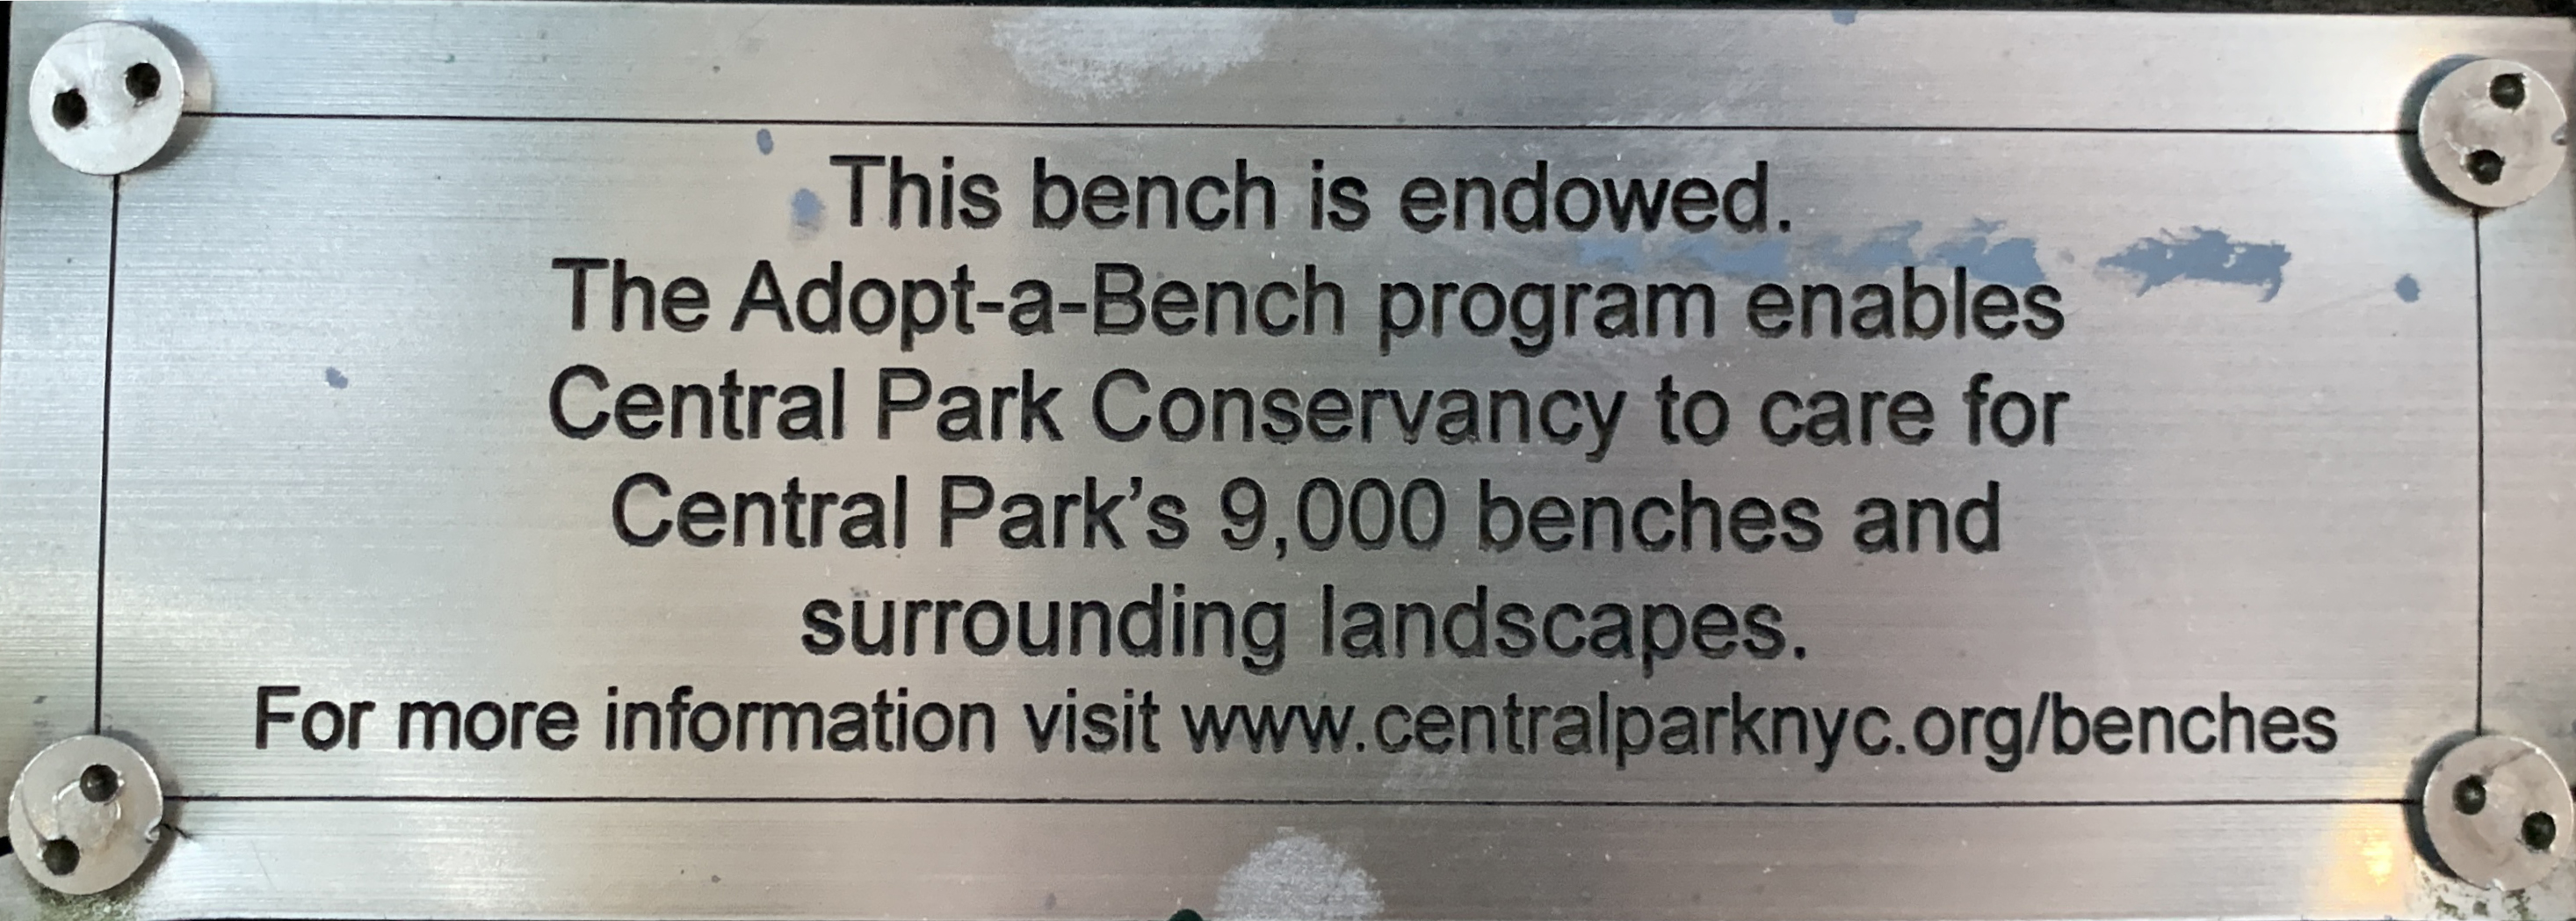 This bench is endowed.
The Adopt-a-Bench program enables
Central Park Conservancy to care for
Central Park’s 9,000 benches and
surrounding landscapes.
For more information visit www.centralparknyc.org/benches